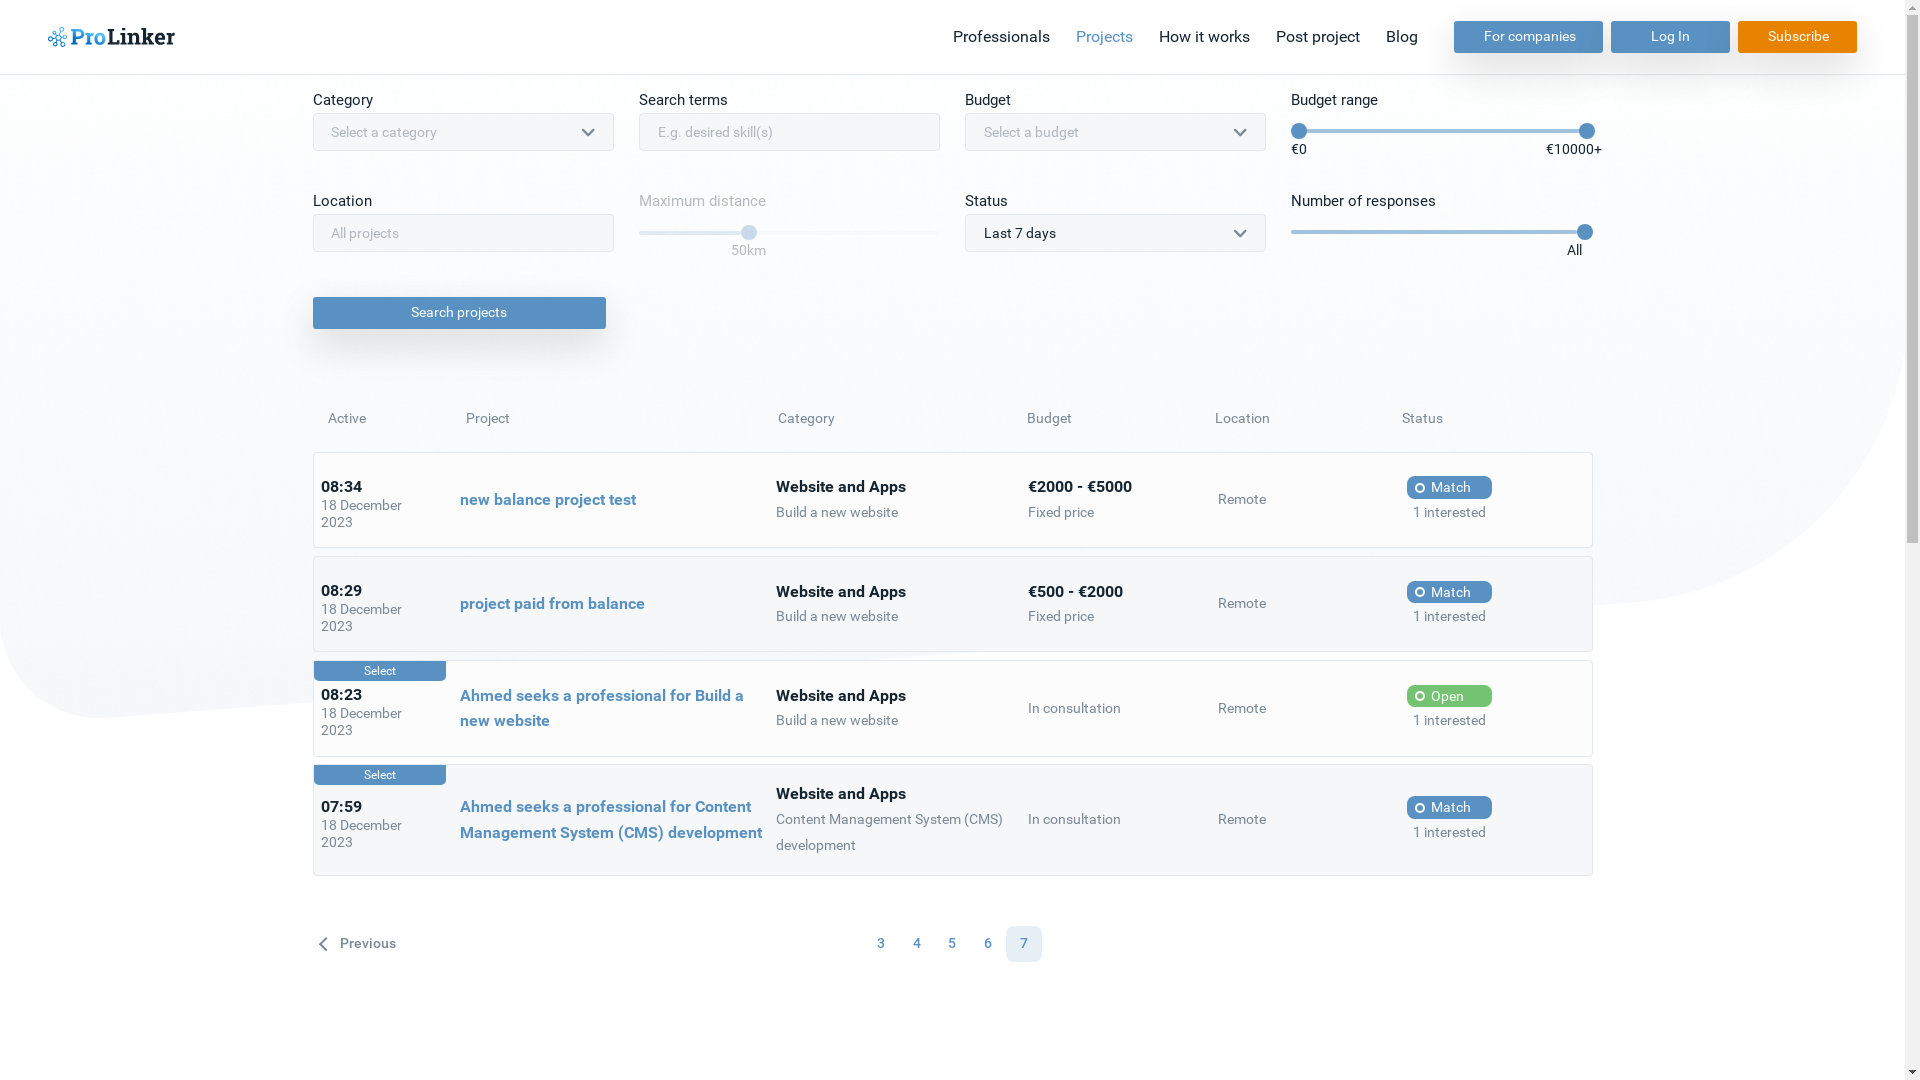 ProLinker
Professionals Projects How it works Post project Blog For companies Log In Subscribe
Category Search terms Budget Budget range
Select a category E.g. desired skill(s) Select a budget
€0 €10000+
Location Maximum distance Status Number of responses
All projects Last 7 days
50km All
Search projects
Active Project Category Budget Location Status
08:34
18 December
2023
new balance project test
Website and Apps
Build a new website
€2000 - €5000
Fixed price
Remote
Match
1 interested
08:29
18 December
2023
project paid from balance
Website and Apps
Build a new website
€500 - €2000
Fixed price
Remote
Match
1 interested
Select
08:23
18 December
2023
Ahmed seeks a professional for Build a
new website
Website and Apps
Build a new website
In consultation
Remote
Open
1 interested
Select
07:59
18 December
2023
Ahmed seeks a professional for Content
Management System (CMS) development
Website and Apps
Content Management System (CMS)
development
In consultation
Remote
Match
1 interested
Previous 3 4 5 6 7